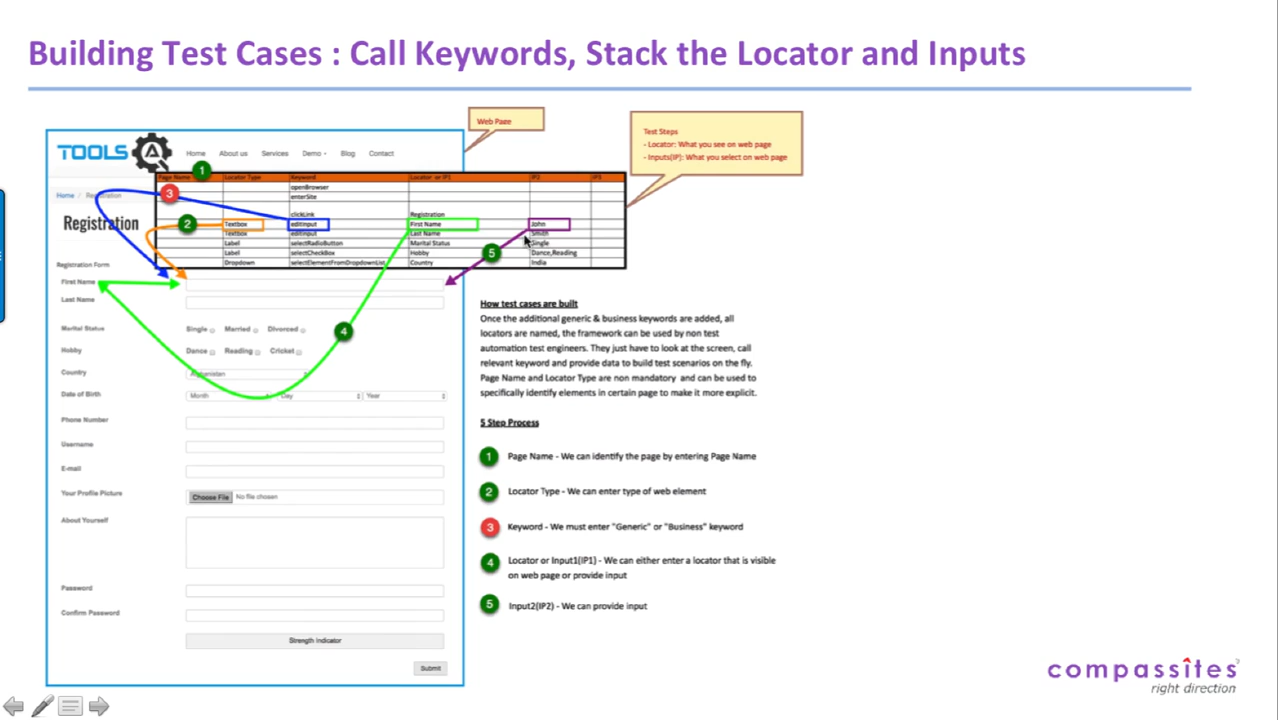 Building Test Cases : Call Keywords, Stack the Locator and Inputs
Web Page
Test Steps
- Locator: What you see on web page
- Inputs(IP): What you select on web page
TOOLS
Home About us Services Demo Blog Contact
1
Page Name Locator Type Keyword Locator or IP1 IP2 IP3
openBrowser
enterSite
clickLink Registration
Textbox editInput First Name John
Textbox editInput Last Name Smith
Label selectRadioButton Marital Status Single
Label selectCheckBox Hobby Dance,Reading
Dropdown selectElementFromDropdownList Country India
3
2
5
4
Home / Registration
Registration
Registration Form
First Name
Last Name
Marital Status Single Married Divorced
Hobby Dance Reading Cricket
Country Afghanistan
Date of Birth Month Day Year
Phone Number
Username
E-mail
Your Profile Picture Choose File No file chosen
About Yourself
Password
Confirm Password
Strength Indicator
Submit
How test cases are built
Once the additional generic & business keywords are added, all
locators are named, the framework can be used by non test
automation test engineers. They just have to look at the screen, call
relevant keyword and provide data to build test scenarios on the fly.
Page Name and Locator Type are non mandatory and can be used to
specifically identify elements in certain page to make it more explicit.
5 Step Process
1 Page Name - We can identify the page by entering Page Name
2 Locator Type - We can enter type of web element
3 Keyword - We must enter "Generic" or "Business" keyword
4 Locator or Input1(IP1) - We can either enter a locator that is visible
on web page or provide input
5 Input2(IP2) - We can provide input
compassites
right direction